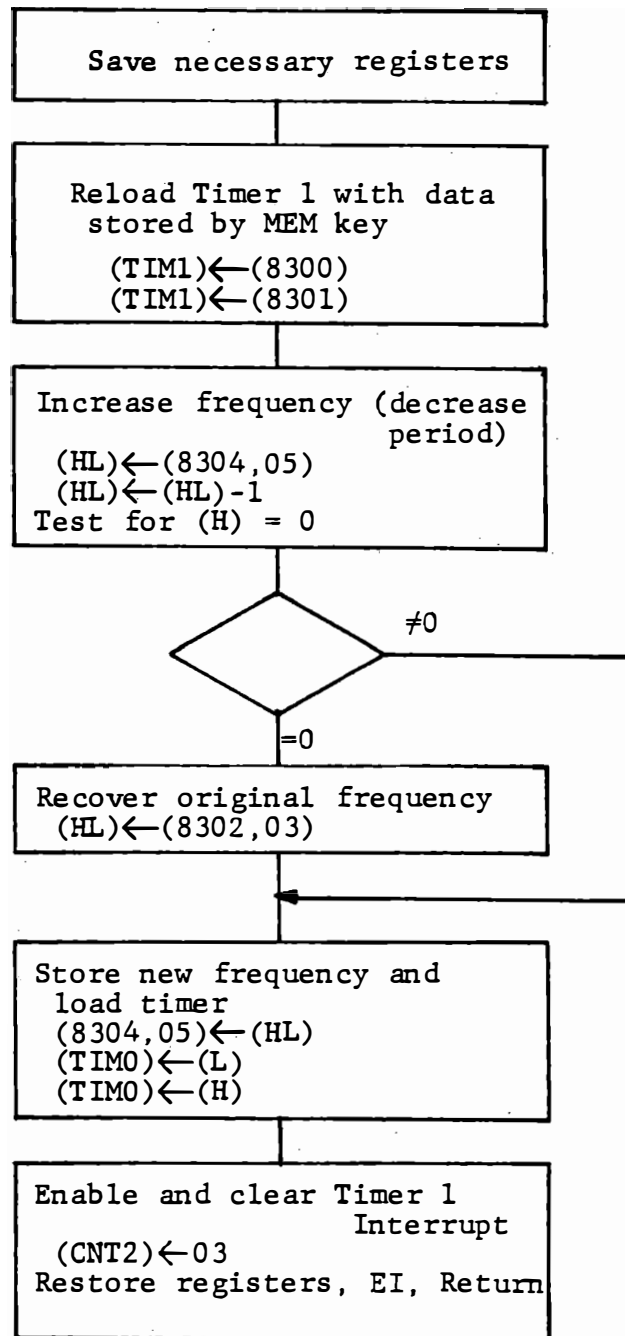 Save necessary registers
Reload Timer 1 with data
stored by MEM key
(TIM1)←(8300)
(TIM1)←(8301)
Increase frequency (decrease
period)
(HL)←(8304,05)
(HL)←(HL)-1
Test for (H) = 0
≠0
=0
Recover original frequency
(HL)←(8302,03)
Store new frequency and
load timer
(8304,05)←(HL)
(TIM0)←(L)
(TIM0)←(H)
Enable and clear Timer 1
Interrupt
(CNT2)←03
Restore registers, EI, Return